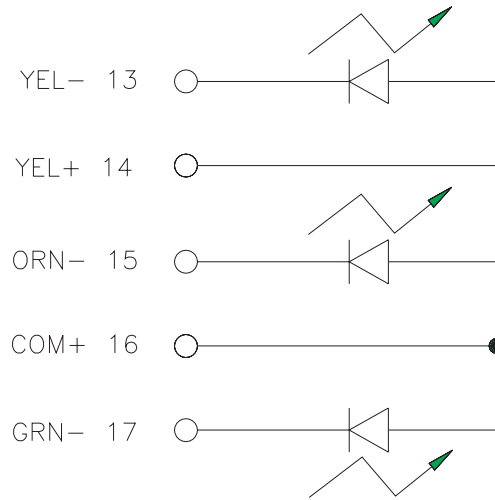 YEL- 13
YEL+ 14
ORN- 15
COM+ 16
GRN- 17